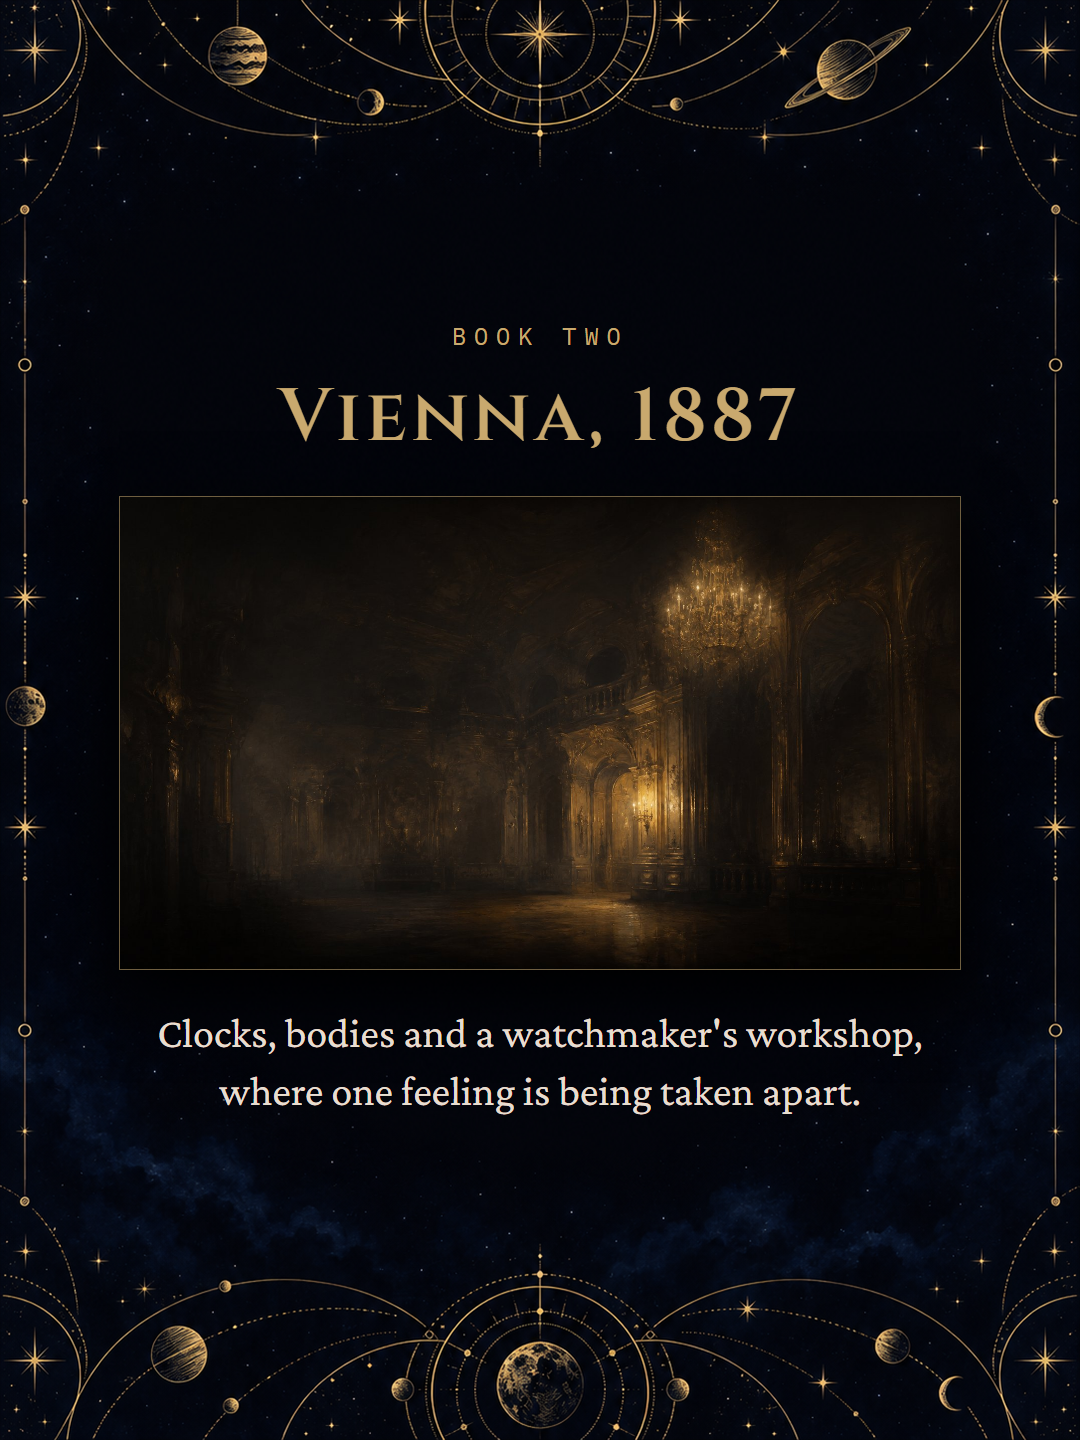 BOOK TWO
VIENNA, 1887
Clocks, bodies and a watchmaker's workshop,
where one feeling is being taken apart.